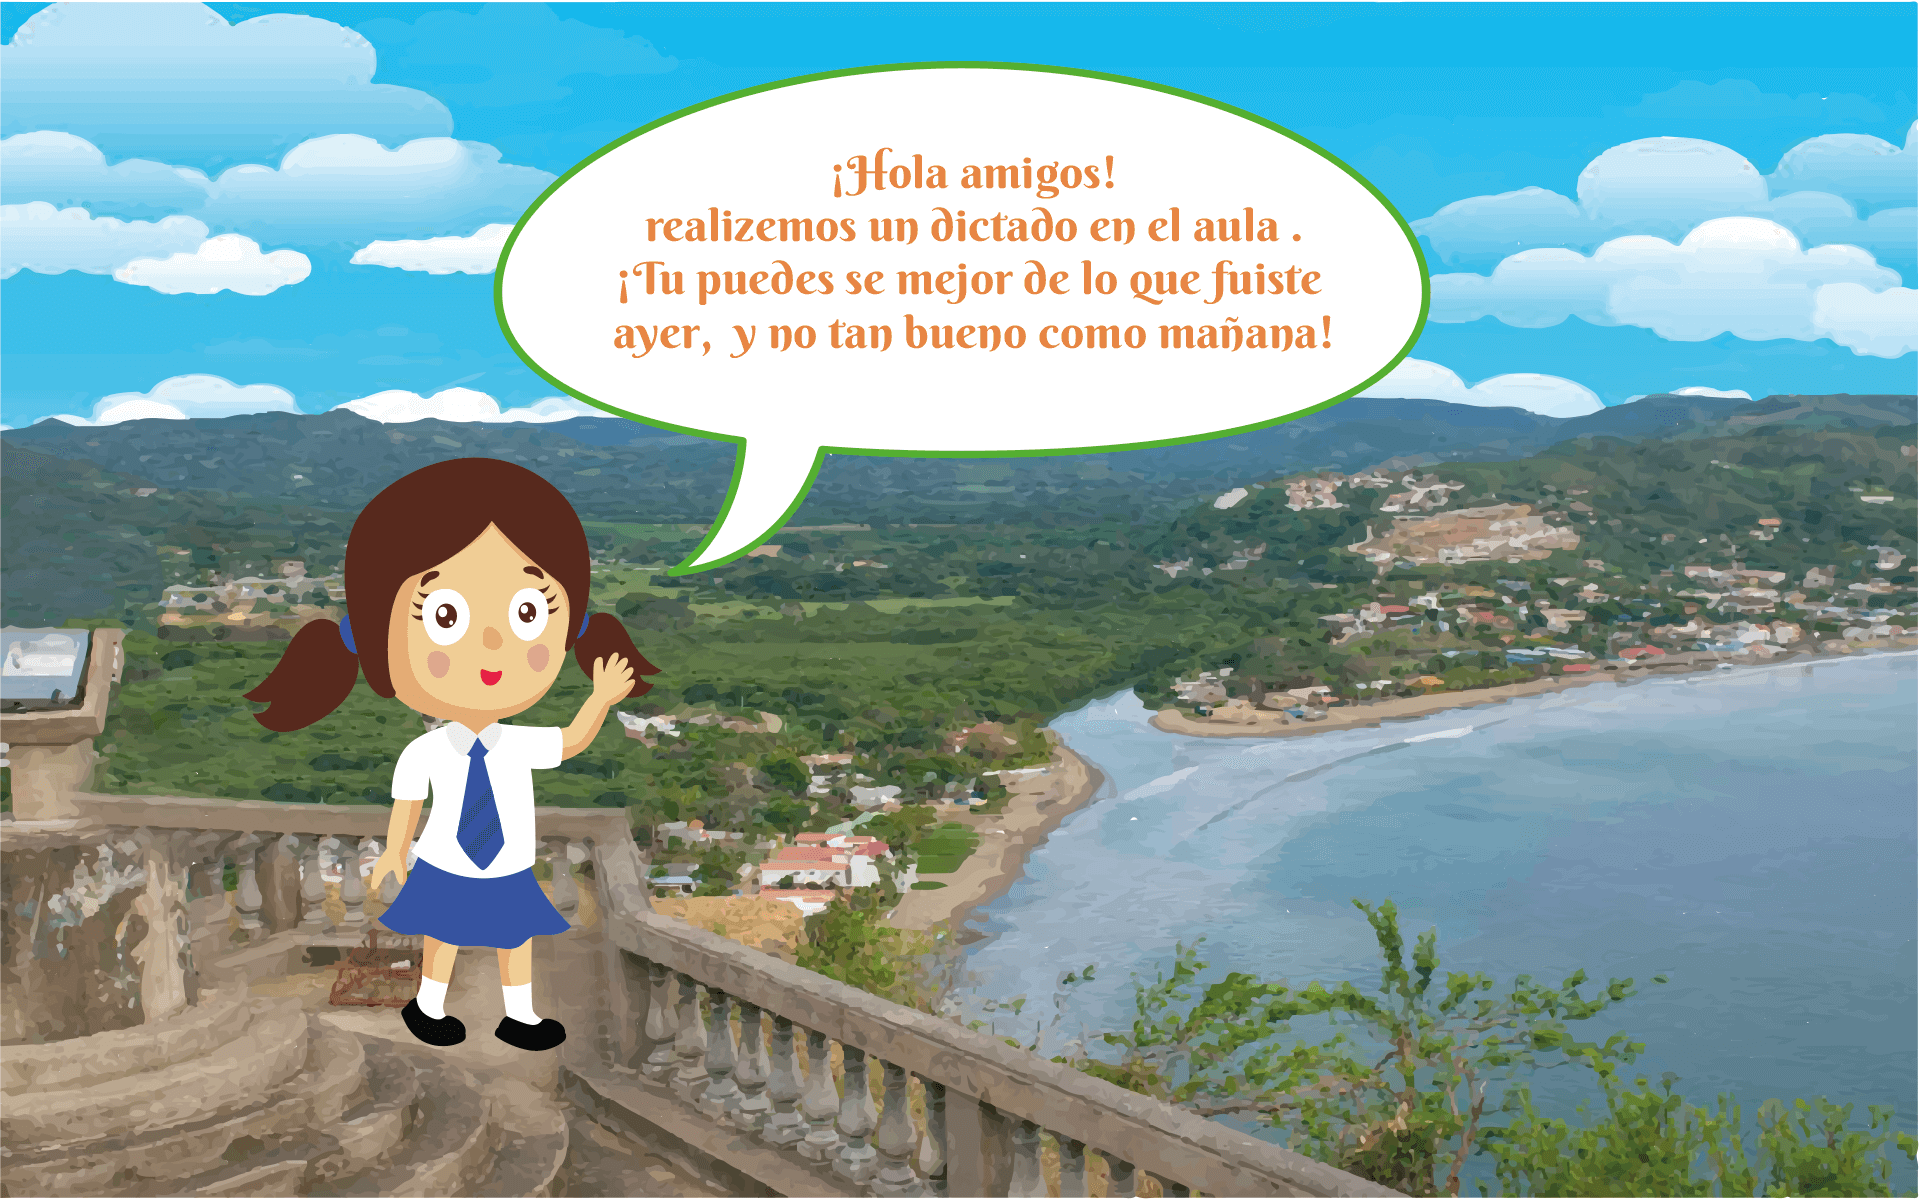 ¡Hola amigos!
realizemos un dictado en el aula .
¡Tu puedes se mejor de lo que fuiste
ayer, y no tan bueno como mañana!